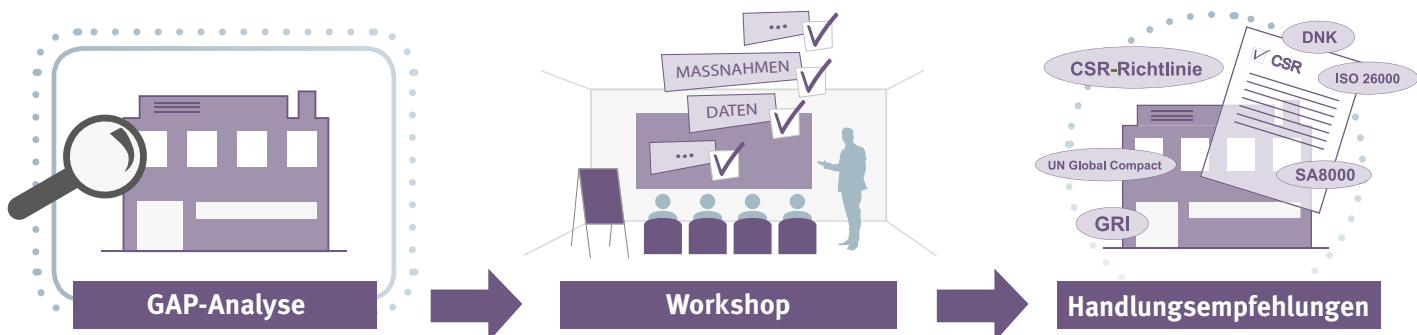 ...
MASSNAHMEN
DATEN
...
DNK
CSR-Richtlinie
CSR
ISO 26000
UN Global Compact
SA8000
GRI
GAP-Analyse
Workshop
Handlungsempfehlungen